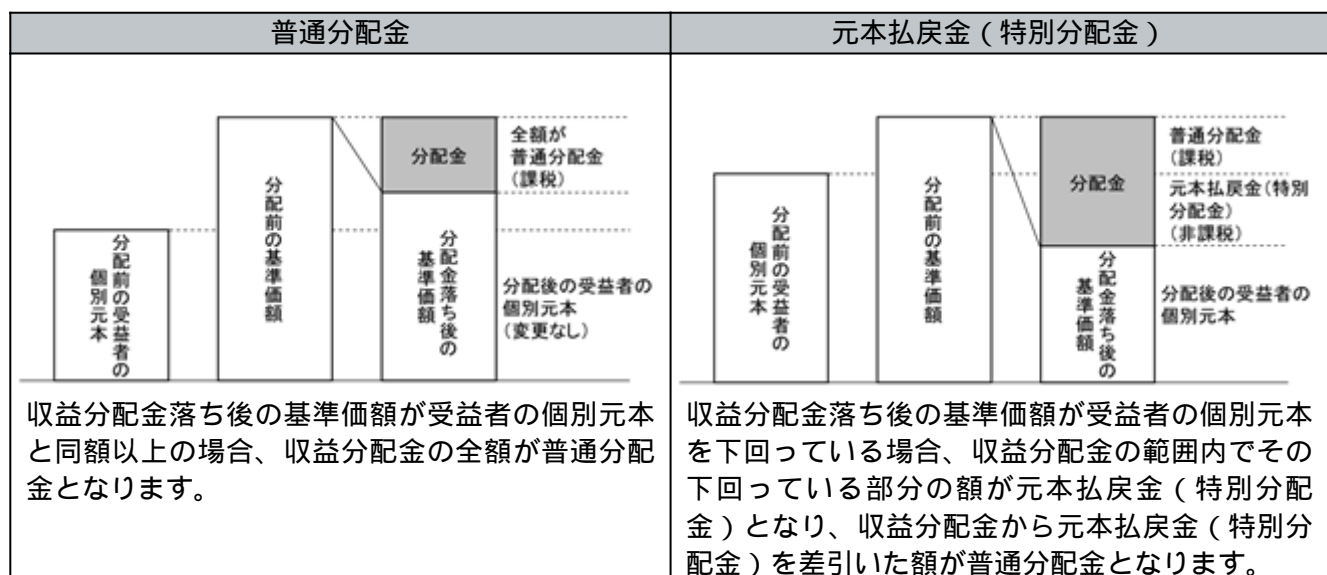 普通分配金
分配前の受益者の
個別元本
分配前の基準価額
分配金
分配金落ち後の
基準価額
全額が
普通分配金
(課税)
分配後の受益者の
個別元本
(変更なし)
収益分配金落ち後の基準価額が受益者の個別元本
と同額以上の場合、収益分配金の全額が普通分配
金となります。
元本払戻金(特別分配金)
分配前の受益者の
個別元本
分配前の基準価額
分配金
分配金落ち後の
基準価額
普通分配金
(課税)
元本払戻金(特別
分配金)
(非課税)
分配後の受益者の
個別元本
収益分配金落ち後の基準価額が受益者の個別元本
を下回っている場合、収益分配金の範囲内でその
下回っている部分の額が元本払戻金(特別分配
金)となり、収益分配金から元本払戻金(特別分
配金)を差引いた額が普通分配金となります。